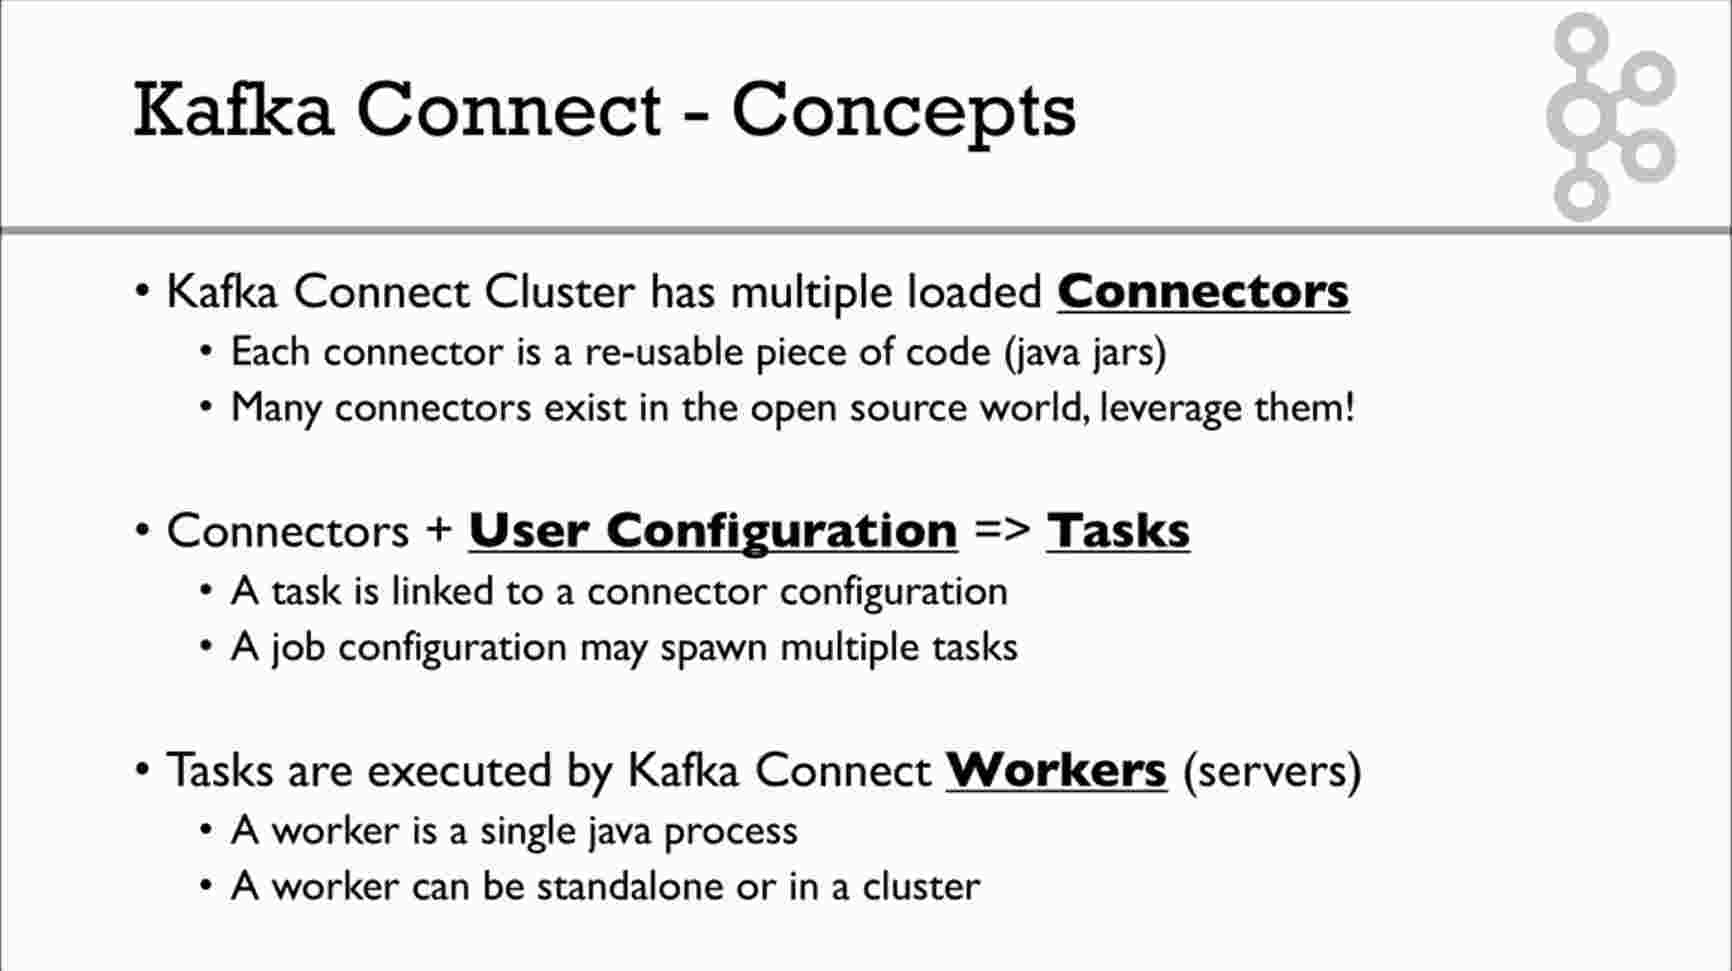 Kafka Connect - Concepts
• Kafka Connect Cluster has multiple loaded Connectors
• Each connector is a re-usable piece of code (java jars)
• Many connectors exist in the open source world, leverage them!
• Connectors + User Configuration => Tasks
• A task is linked to a connector configuration
• A job configuration may spawn multiple tasks
• Tasks are executed by Kafka Connect Workers (servers)
• A worker is a single java process
• A worker can be standalone or in a cluster